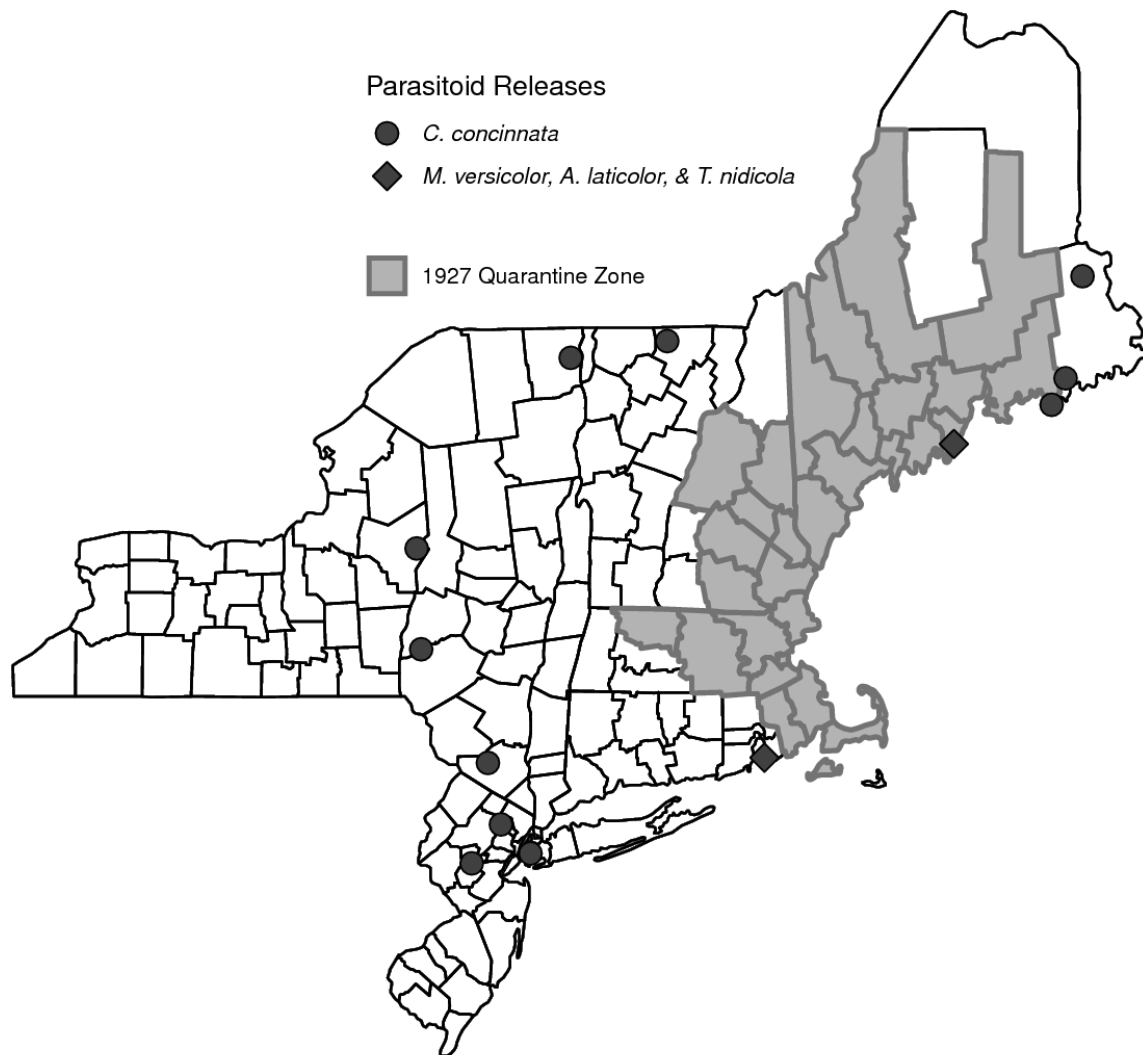 Parasitoid Releases
C. concinnata
M. versicolor, A. laticolor, & T. nidicola
1927 Quarantine Zone